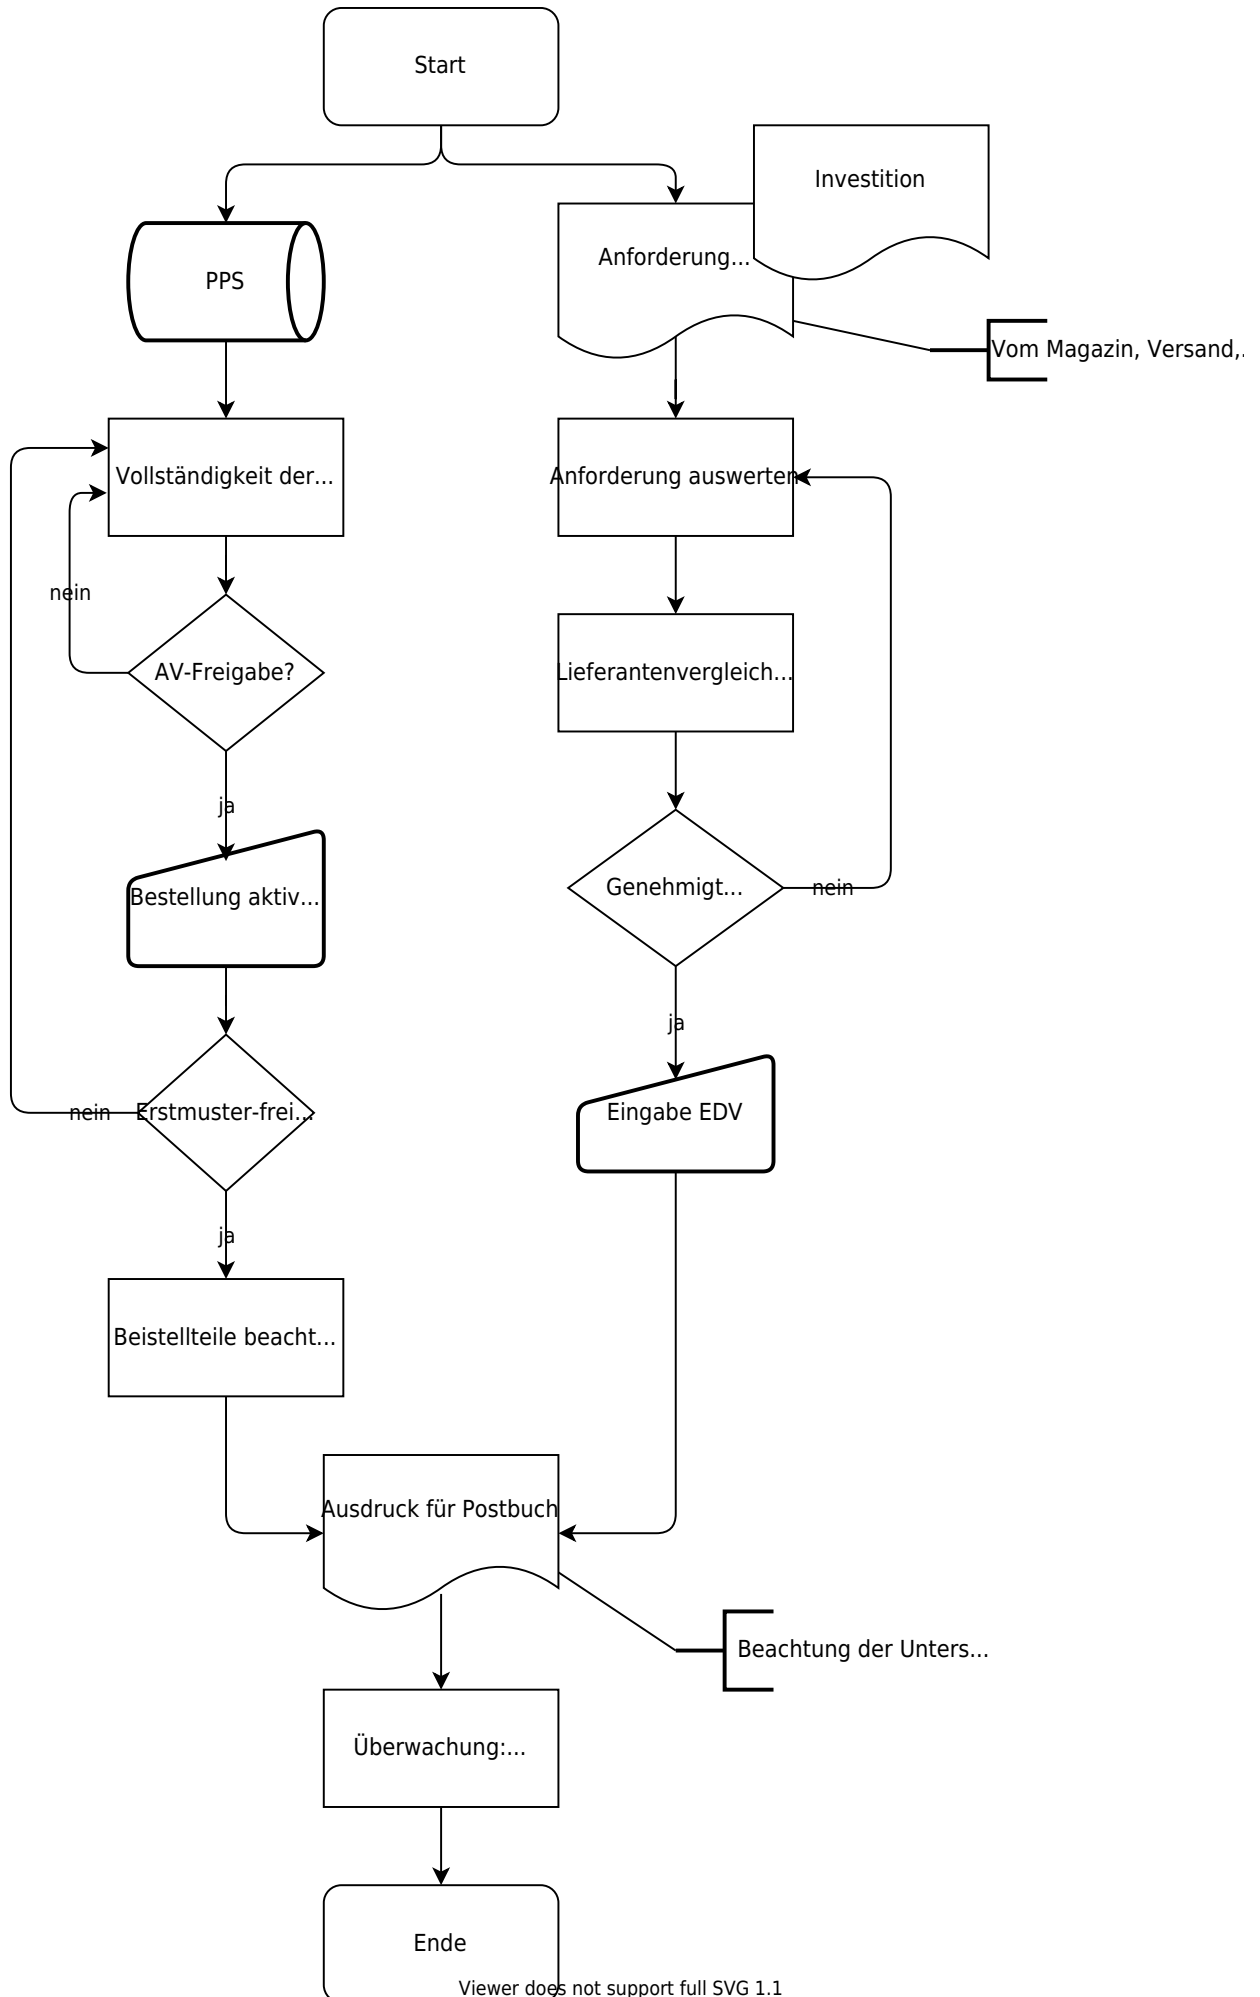 Start
Investition
Anforderung...
PPS
Vom Magazin, Versand,..
Vollständigkeit der...
Anforderung auswerten
nein
AV-Freigabe?
Lieferantenvergleich...
ja
Bestellung aktiv...
Genehmigt...
nein
ja
nein
Erstmuster-frei...
Eingabe EDV
ja
Beistellteile beacht...
Ausdruck für Postbuch
Beachtung der Unters...
Überwachung:...
Ende
Viewer does not support full SVG 1.1